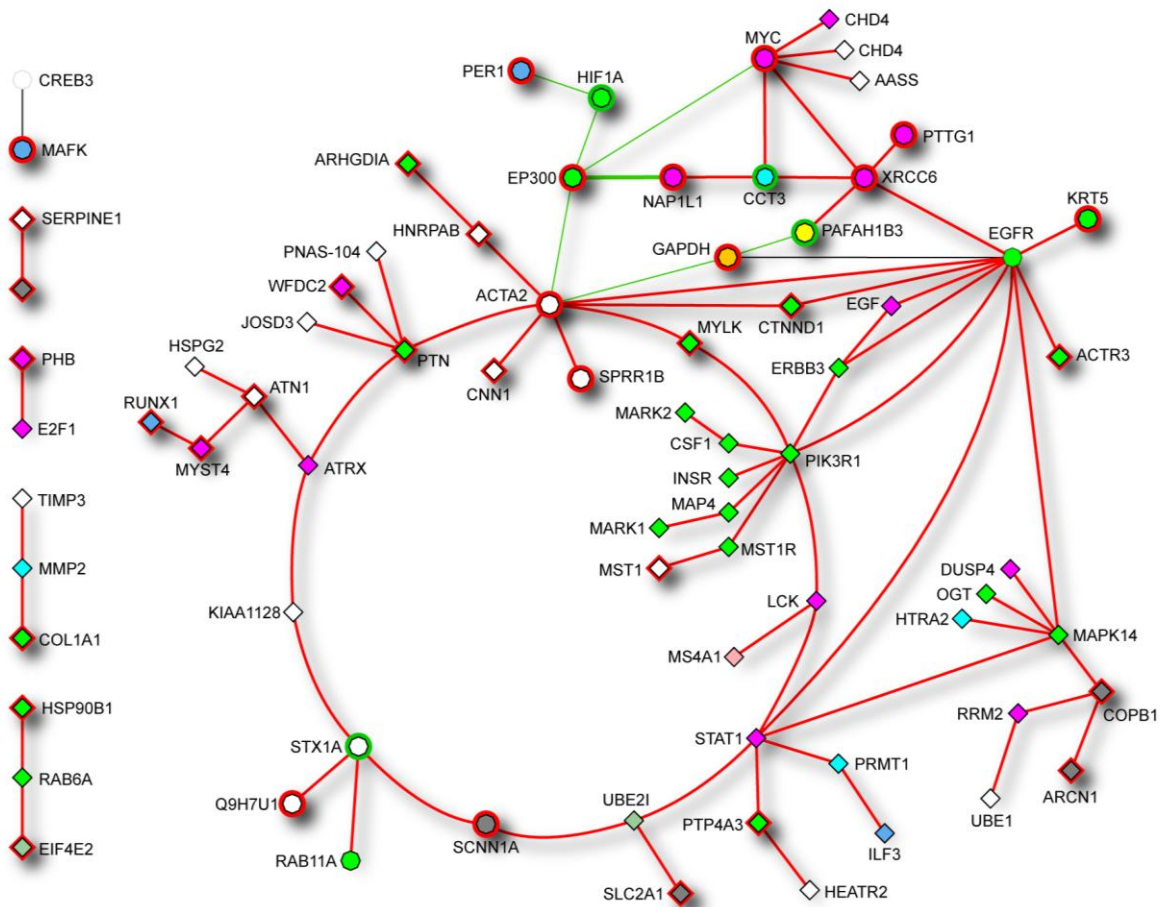 CREB3
MAFK
SERPINE1
PHB
E2F1
TIMP3
MMP2
COL1A1
HSP90B1
RAB6A
EIF4E2
CHD4
MYC
CHD4
AASS
PER1
HIF1A
PTTG1
ARHGDIA
EP300
NAP1L1
CCT3
XRCC6
KRT5
HNRPAB
PAFAH1B3
EGFR
GAPDH
PNAS-104
WFDC2
ACTA2
JOSD3
EGF
CTNND1
MYLK
HSPG2
PTN
ACTR3
ERBB3
ATN1
CNN1
SPRR1B
RUNX1
MARK2
CSF1
MYST4
ATRX
PIK3R1
INSR
MAP4
MARK1
MST1R
MST1
DUSP4
OGT
LCK
KIAA1128
HTRA2
MAPK14
MS4A1
RRM2
COPB1
STAT1
STX1A
PRMT1
ARCN1
Q9H7U1
UBE2I
PTP4A3
UBE1
SCNN1A
ILF3
RAB11A
SLC2A1
HEATR2